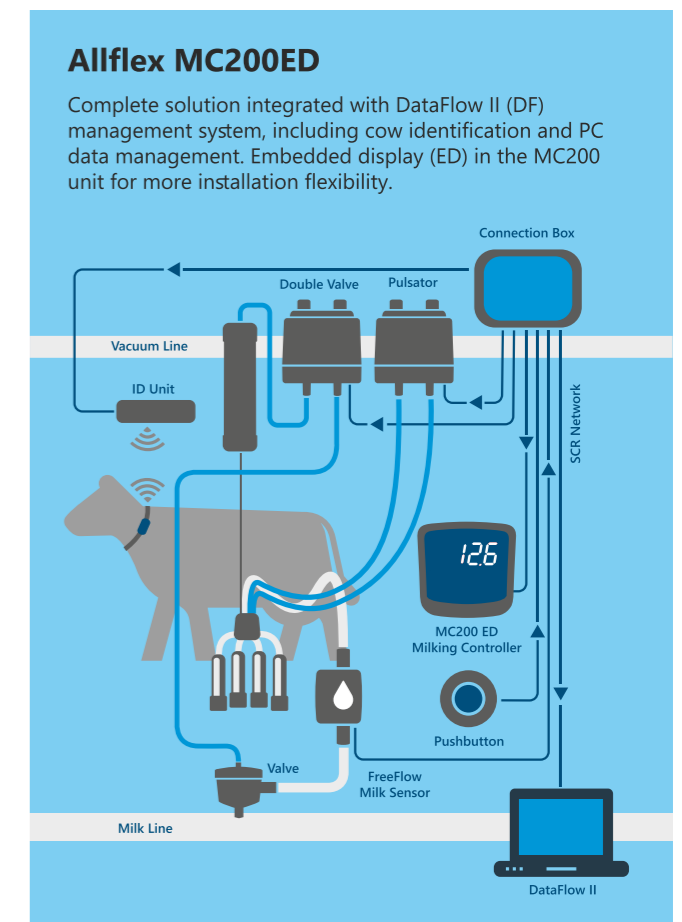 Allflex MC200ED
Complete solution integrated with DataFlow II (DF)
management system, including cow identification and PC
data management. Embedded display (ED) in the MC200
unit for more installation flexibility.
Connection Box
Double Valve
Pulsator
Vacuum Line
ID Unit
SCR Network
12.6
MC200 ED
Milking Controller
Pushbutton
Valve
FreeFlow
Milk Sensor
Milk Line
DataFlow II